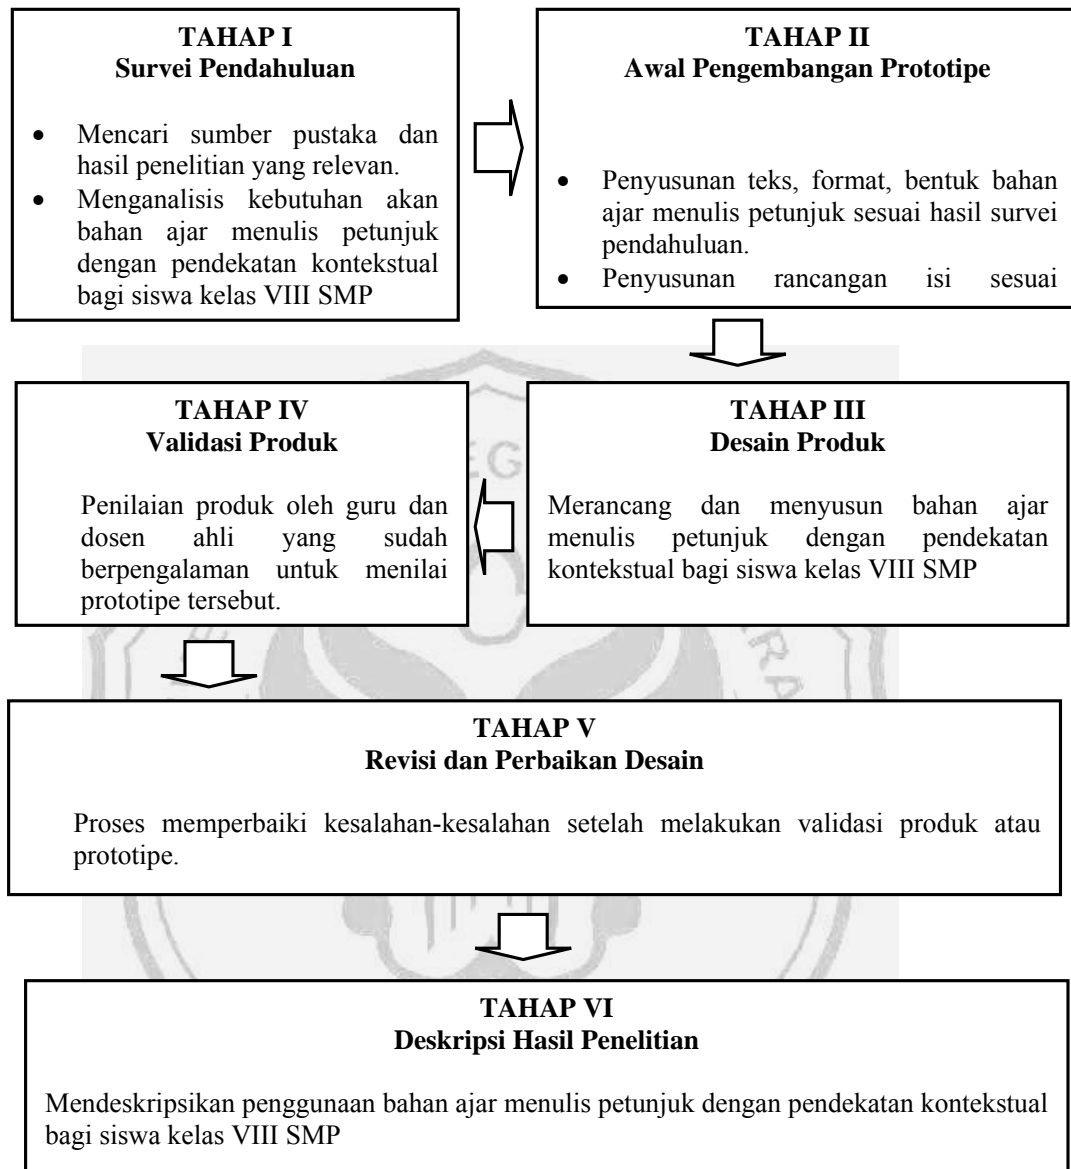 TAHAP I
Survei Pendahuluan
• Mencari sumber pustaka dan
hasil penelitian yang relevan.
• Menganalisis kebutuhan akan
bahan ajar menulis petunjuk
dengan pendekatan kontekstual
bagi siswa kelas VIII SMP
TAHAP II
Awal Pengembangan Prototipe
• Penyusunan teks, format, bentuk bahan
ajar menulis petunjuk sesuai hasil survei
pendahuluan.
• Penyusunan rancangan isi sesuai
TAHAP III
Desain Produk
Merancang dan menyusun bahan ajar
menulis petunjuk dengan pendekatan
kontekstual bagi siswa kelas VIII SMP
TAHAP IV
Validasi Produk
Penilaian produk oleh guru dan
dosen ahli yang sudah
berpengalaman untuk menilai
prototipe tersebut.
TAHAP V
Revisi dan Perbaikan Desain
Proses memperbaiki kesalahan-kesalahan setelah melakukan validasi produk atau
prototipe.
TAHAP VI
Deskripsi Hasil Penelitian
Mendeskripsikan penggunaan bahan ajar menulis petunjuk dengan pendekatan kontekstual
bagi siswa kelas VIII SMP